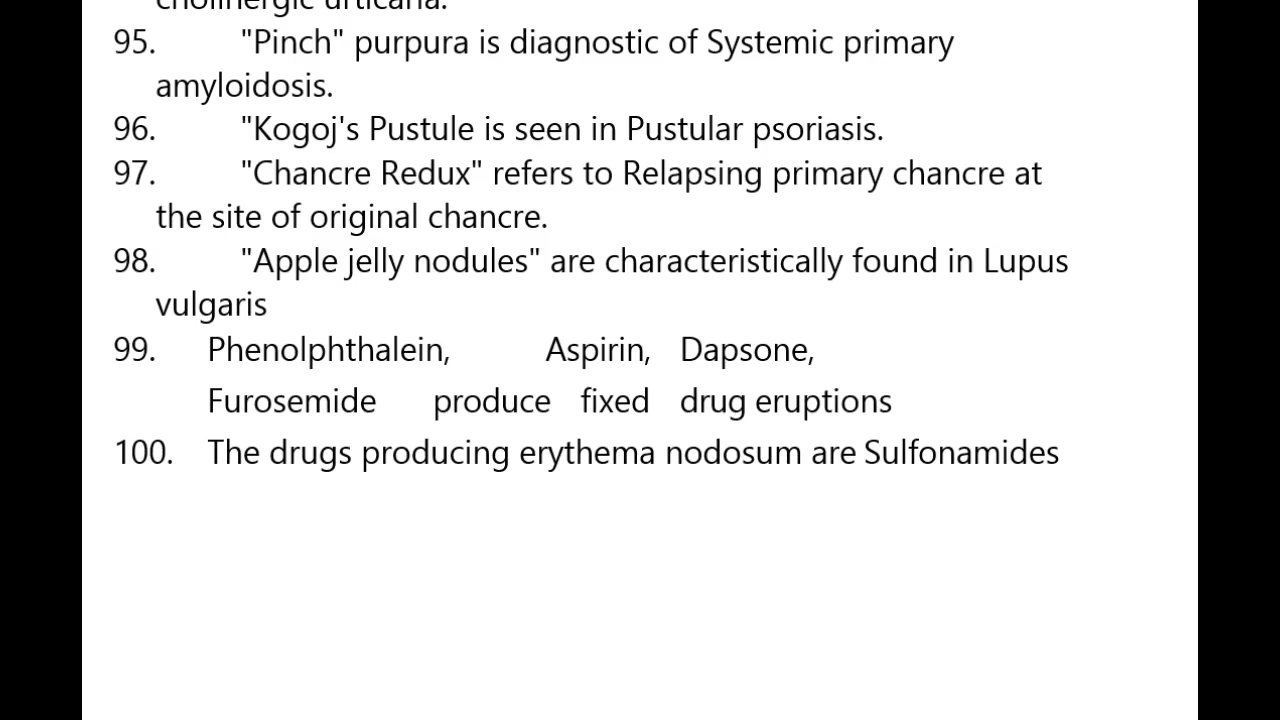 cholinergic urticaria.
95. "Pinch" purpura is diagnostic of Systemic primary
amyloidosis.
96. "Kogoj's Pustule is seen in Pustular psoriasis.
97. "Chancre Redux" refers to Relapsing primary chancre at
the site of original chancre.
98. "Apple jelly nodules" are characteristically found in Lupus
vulgaris
99. Phenolphthalein, Aspirin, Dapsone,
Furosemide produce fixed drug eruptions
100. The drugs producing erythema nodosum are Sulfonamides